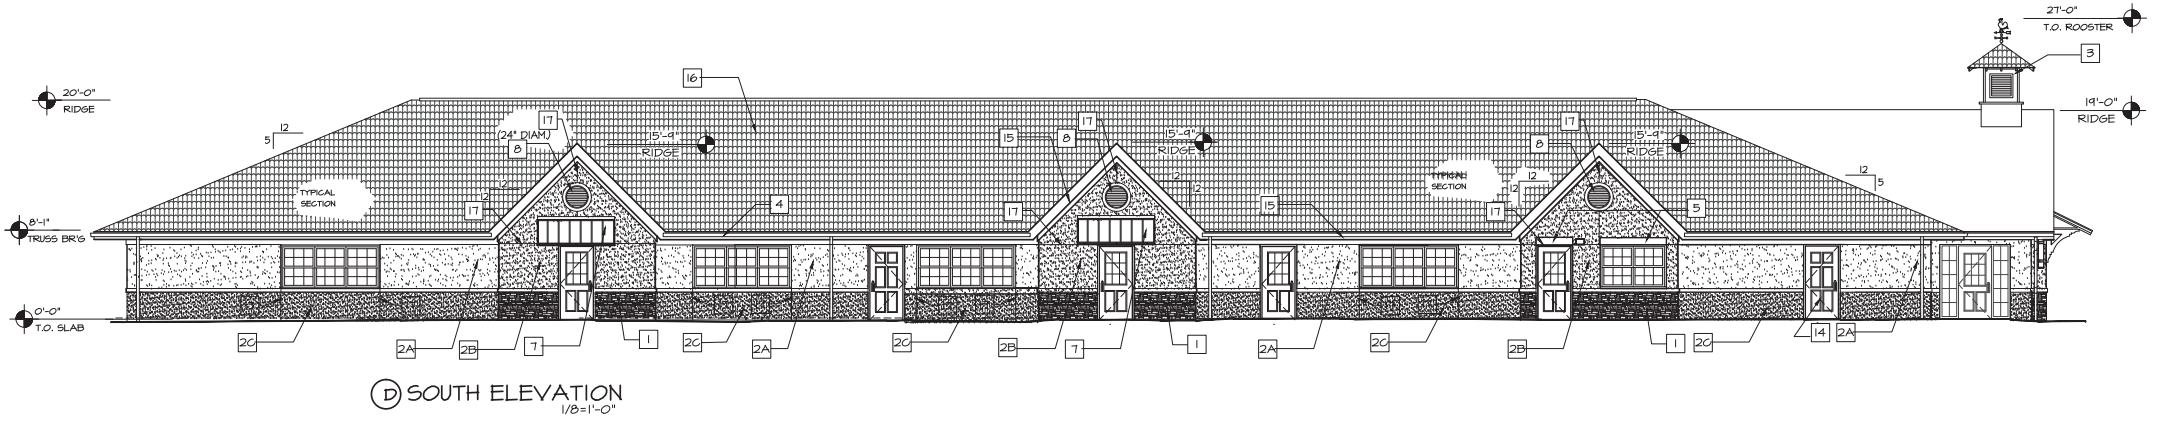 27'-0"
T.O. ROOSTER
3
16
20'-0"
RIDGE
19'-0"
RIDGE
12
5
17
(24" DIAM.)
8
15'-9"
RIDGE
15
8
17
15'-9"
RIDGE
17
8
15'-9"
RIDGE
TYPICAL
SECTION
12
12
17
4
12
12
17
15
TYPICAL
SECTION
12
12
17
5
12
5
8'-1"
TRUSS BR'G
0'-0"
T.O. SLAB
2C
2A
2B
7
1
2C
2A
2C
2B
7
1
2A
2C
2B
1
2C
14
2A
D SOUTH ELEVATION
1/8=1'-0"